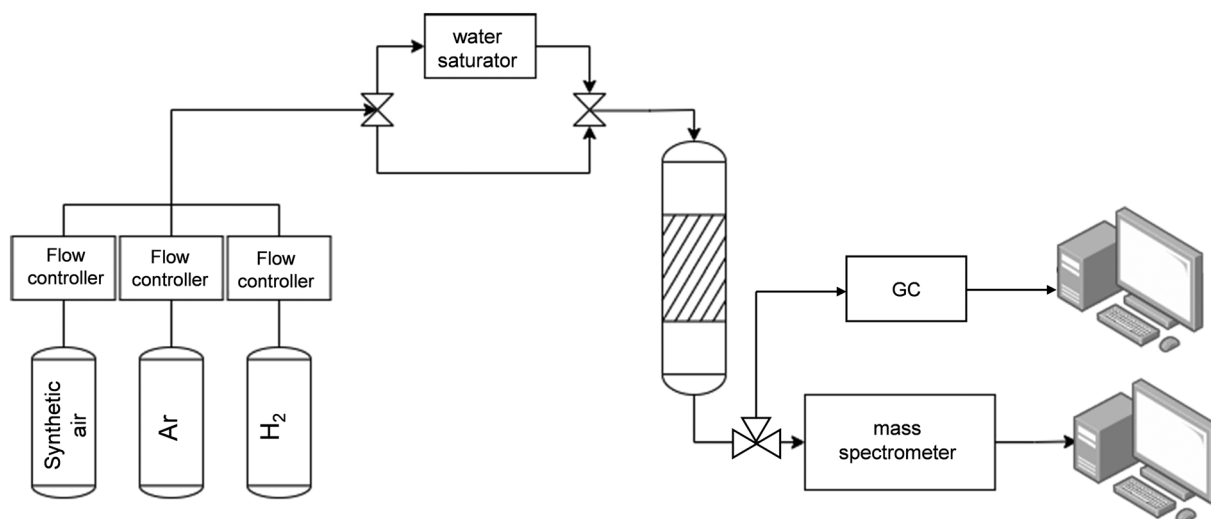 water
saturator
Flow
controller
Flow
controller
Flow
controller
Synthetic
air
Ar
H₂
GC
mass
spectrometer